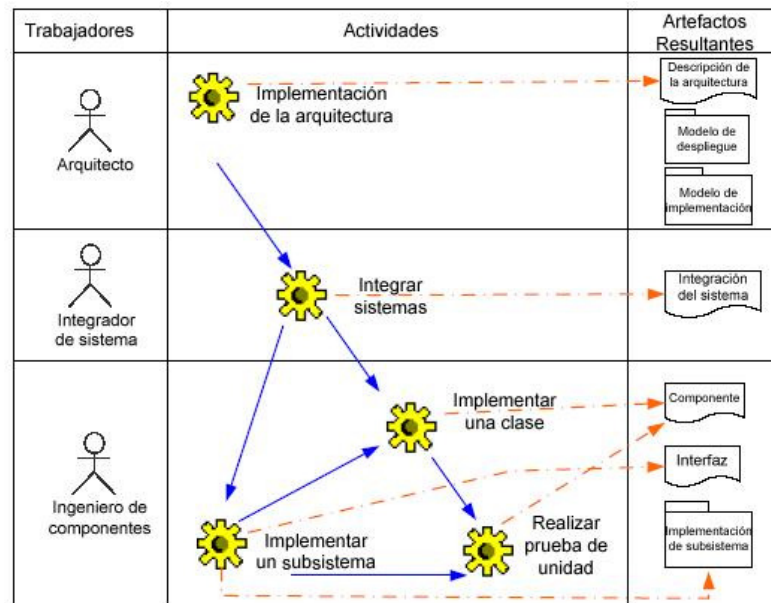 Trabajadores
Actividades
Artefactos
Resultantes
Arquitecto
Implementación
de la arquitectura
Descripción de
la arquitectura
Modelo de
despliegue
Modelo de
implementación
Integrador
de sistema
Integrar
sistemas
Integración
del sistema
Ingeniero de
componentes
Implementar
una clase
Implementar
un subsistema
Realizar
prueba de
unidad
Componente
Interfaz
Implementación
de subsistema